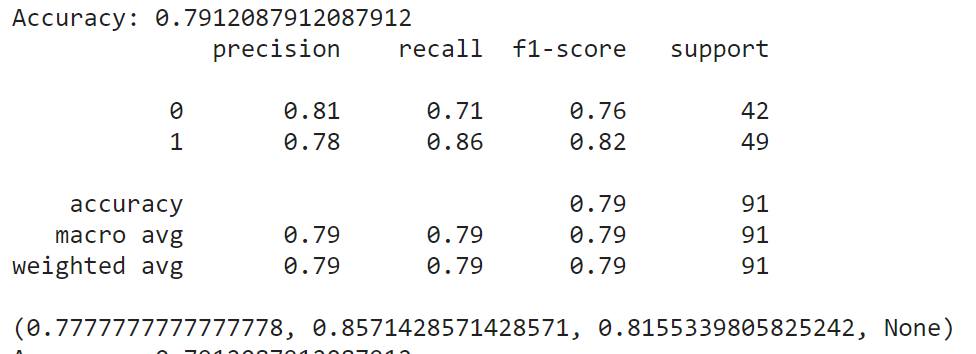 Accuracy: 0.7912087912087912
precision recall f1-score support
0 0.81 0.71 0.76 42
1 0.78 0.86 0.82 49
accuracy 0.79 91
macro avg 0.79 0.79 0.79 91
weighted avg 0.79 0.79 0.79 91
(0.7777777777777778, 0.8571428571428571, 0.8155339805825242, None)